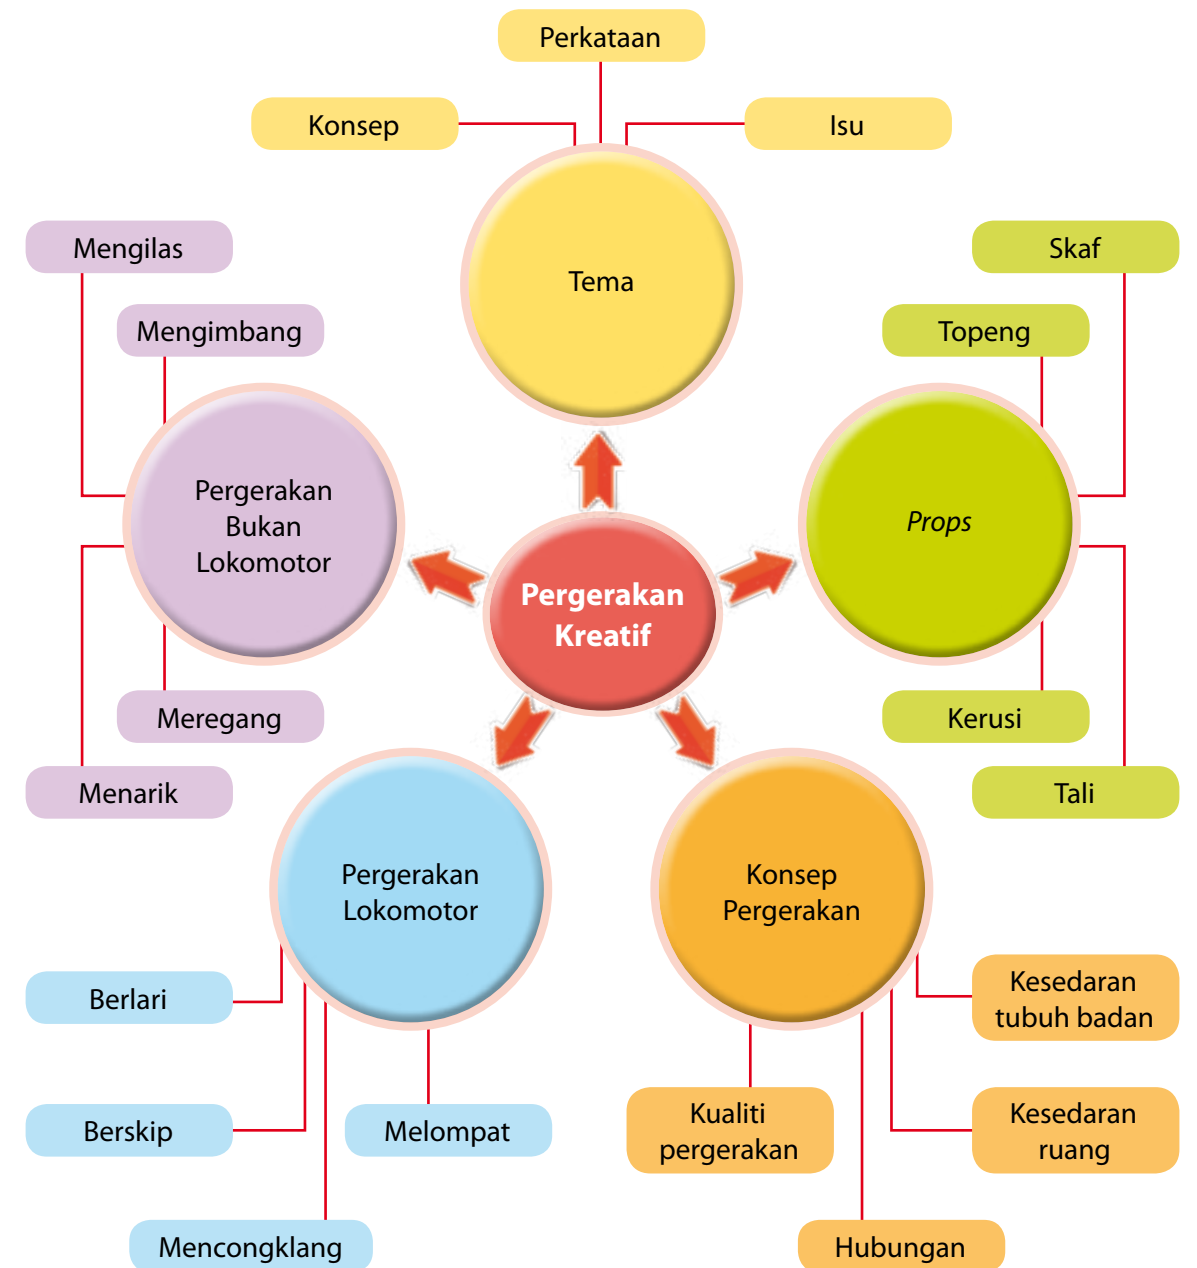 Perkataan
Konsep
Isu
Tema
Mengilas
Mengimbang
Pergerakan
Bukan
Lokomotor
Meregang
Menarik
Skaf
Topeng
Props
Kerusi
Tali
Pergerakan
Kreatif
Pergerakan
Lokomotor
Berlari
Berskip
Mencongklang
Melompat
Konsep
Pergerakan
Kesedaran
tubuh badan
Kesedaran
ruang
Kualiti
pergerakan
Hubungan